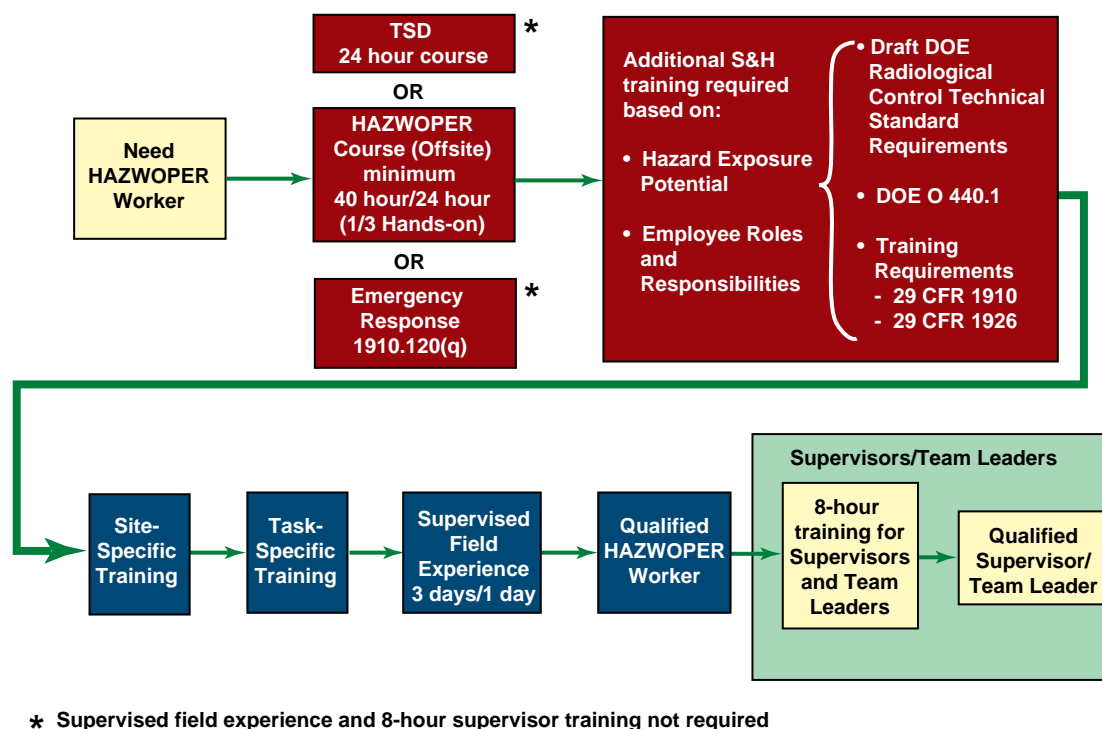 TSD
24 hour course
*
OR
Need
HAZWOPER
Worker
HAZWOPER
Course (Offsite)
minimum
40 hour/24 hour
(1/3 Hands-on)
OR
Emergency
Response
1910.120(q)
*
Additional S&H
training required
based on:
• Hazard Exposure
Potential
• Employee Roles
and
Responsibilities
• Draft DOE
Radiological
Control Technical
Standard
Requirements
• DOE O 440.1
• Training
Requirements
- 29 CFR 1910
- 29 CFR 1926
Site-
Specific
Training
Task-
Specific
Training
Supervised
Field
Experience
3 days/1 day
Qualified
HAZWOPER
Worker
Supervisors/Team Leaders
8-hour
training for
Supervisors
and Team
Leaders
Qualified
Supervisor/
Team Leader
* Supervised field experience and 8-hour supervisor training not required